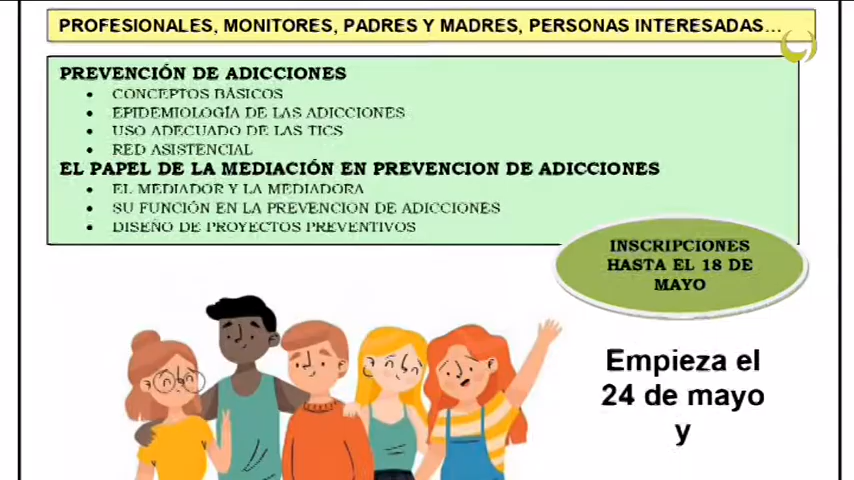 PROFESIONALES, MONITORES, PADRES Y MADRES, PERSONAS INTERESADAS...
PREVENCIÓN DE ADICCIONES
• CONCEPTOS BÁSICOS
• EPIDEMIOLOGÍA DE LAS ADICCIONES
• USO ADECUADO DE LAS TICS
• RED ASISTENCIAL
EL PAPEL DE LA MEDIACIÓN EN PREVENCION DE ADICCIONES
• EL MEDIADOR Y LA MEDIADORA
• SU FUNCIÓN EN LA PREVENCION DE ADICCIONES
• DISEÑO DE PROYECTOS PREVENTIVOS
INSCRIPCIONES
HASTA EL 18 DE
MAYO
Empieza el
24 de mayo
y